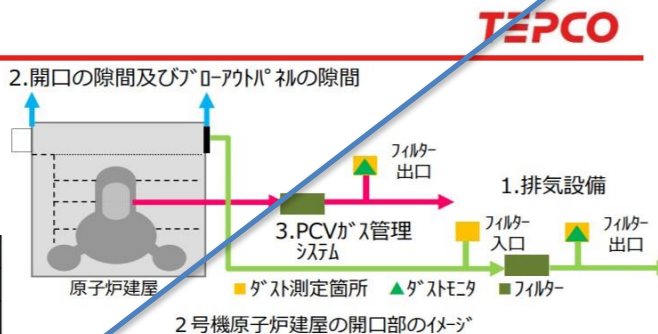 TEPCO
2.開口の隙間及びブローアウトパネルの隙間
フィルター
出口
1.排気設備
3.PCVガス管理
システム
フィルター
入口
フィルター
出口
原子炉建屋
ダスト測定箇所 ダストモニタ フィルター
2号機原子炉建屋の開口部のイメージ